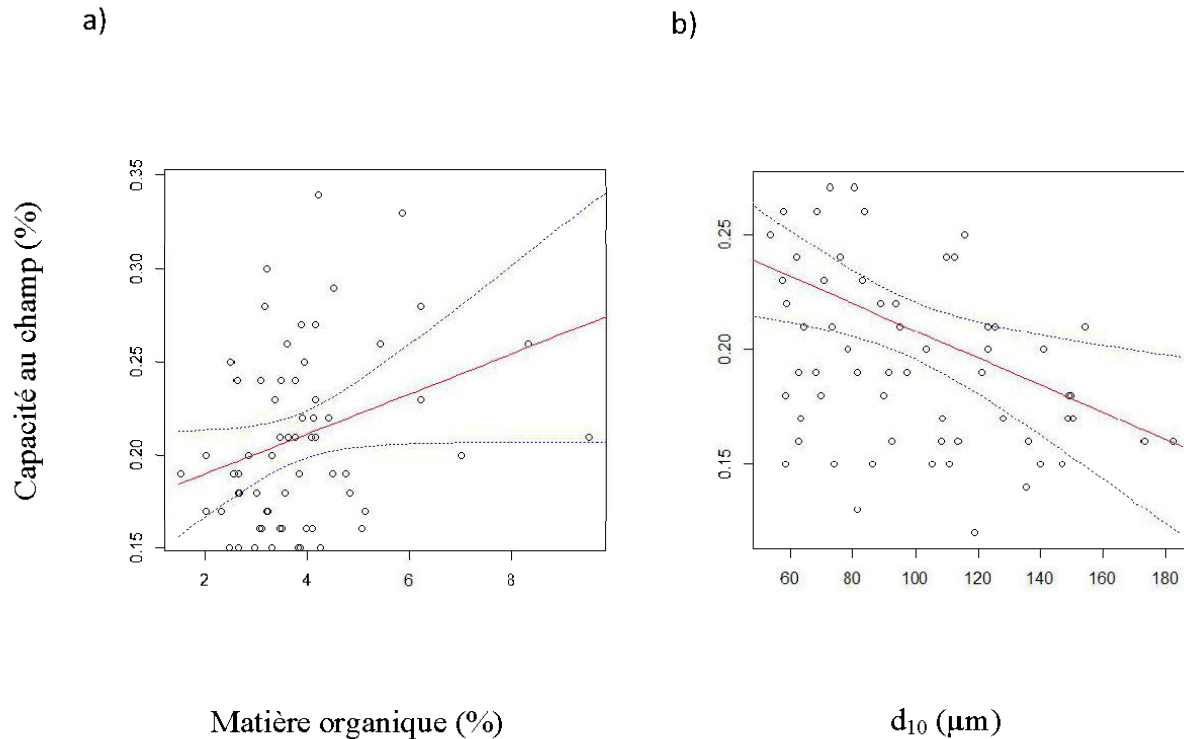 a)
b)
Capacité au champ (%)
0.35
0.30
0.25
0.20
0.15
2 4 6 8
0.25
0.20
0.15
60 80 100 120 140 160 180
Matière organique (%)
d₁₀ (µm)